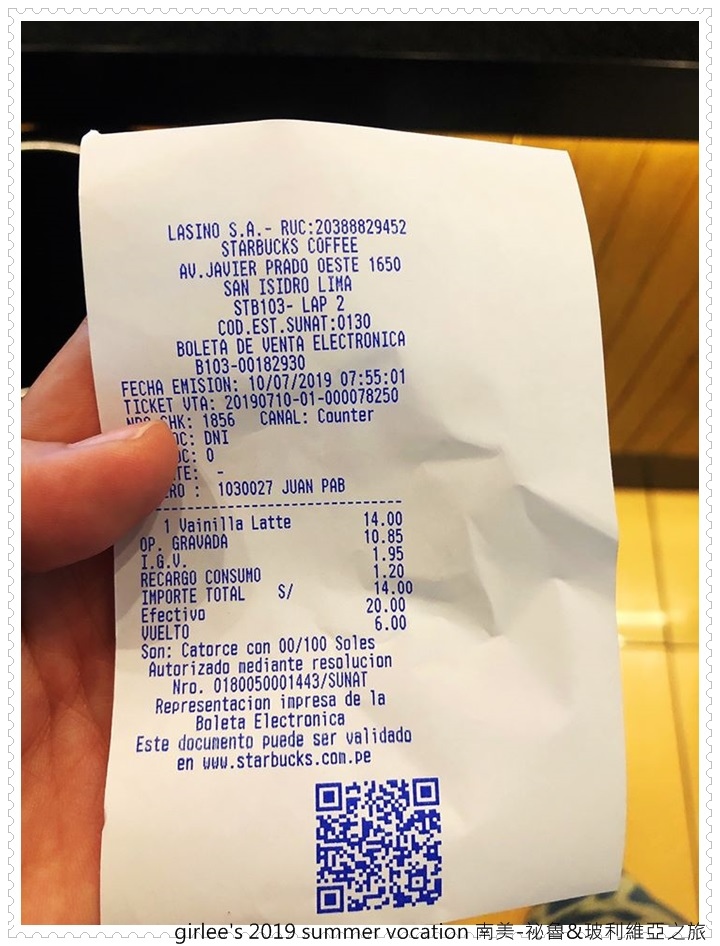 LASINO S.A.- RUC:20388829452
STARBUCKS COFFEE
AV.JAVIER PRADO OESTE 1650
SAN ISIDRO LIMA
STB103- LAP 2
COD.EST.SUNAT:0130
BOLETA DE VENTA ELECTRONICA
B103-00182930
FECHA EMISION: 10/07/2019 07:55:01
TICKET VTA: 20190710-01-000078250
CHK: 1856 CANAL: Counter
DNI
0
-
1030027 JUAN PAB
1 Vainilla Latte 14.00
OP. GRAVADA 10.85
I.G.V. 1.95
RECARGO CONSUMO 1.20
IMPORTE TOTAL S/ 14.00
Efectivo 20.00
VUELTO 6.00
Son: Catorce con 00/100 Soles
Autorizado mediante resolucion
Nro. 0180050001443/SUNAT
Representacion impresa de la
Boleta Electronica
Este documento puede ser validado
en www.starbucks.com.pe
girlee's 2019 summer vocation 南美-祕魯&玻利維亞之旅